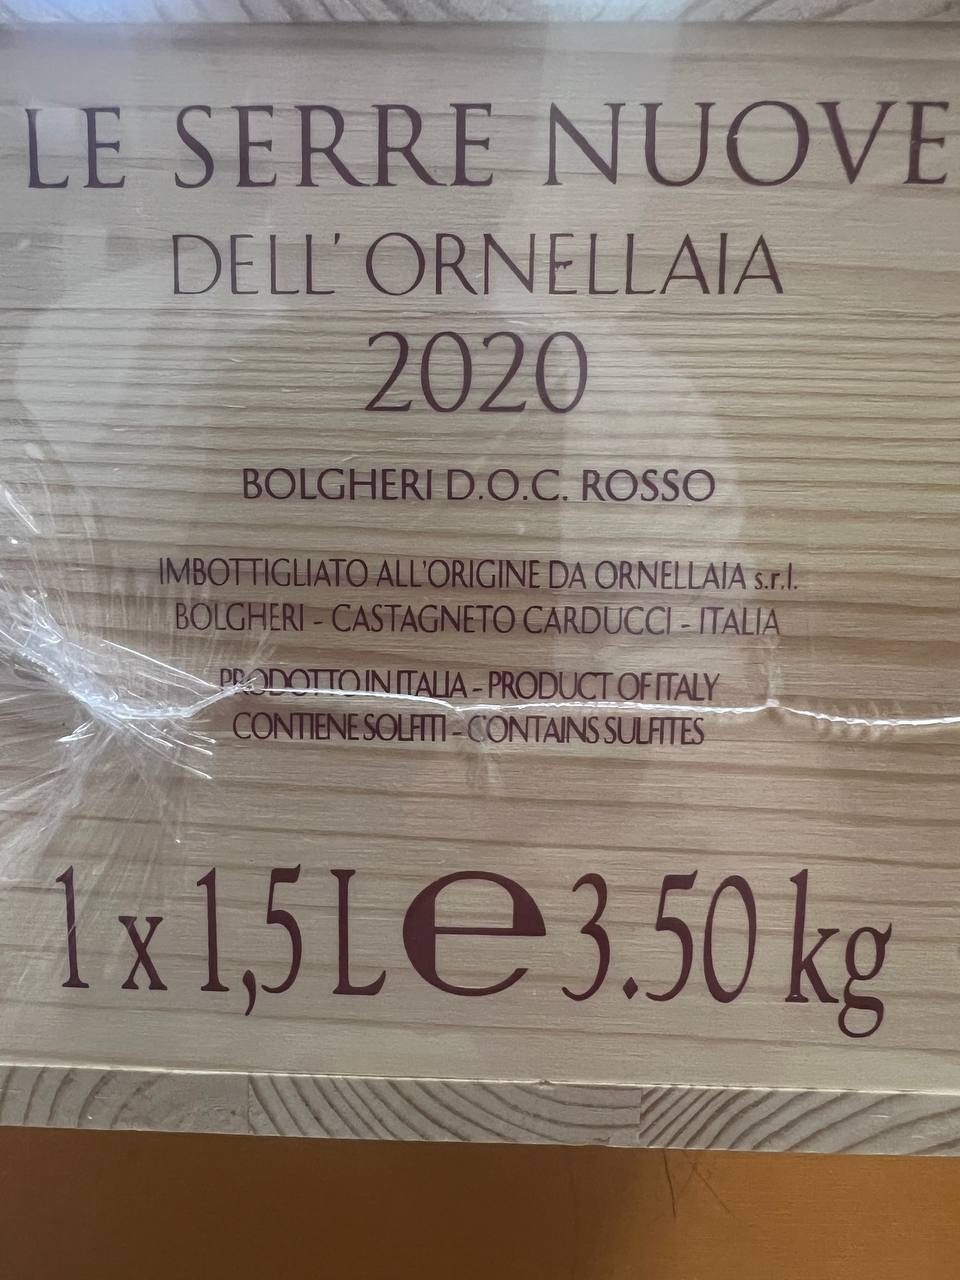 LE SERRE NUOVE
DELL' ORNELLAIA
2020
BOLGHERI D.O.C. ROSSO
IMBOTTIGLIATO ALL'ORIGINE DA ORNELLAIA s.r.l.
BOLGHERI - CASTAGNETO CARDUCCI - ITALIA
PRODOTTO IN ITALIA - PRODUCT OF ITALY
CONTIENE SOLFITI - CONTAINS SULFITES
1 x 1,5 L e 3.50 kg